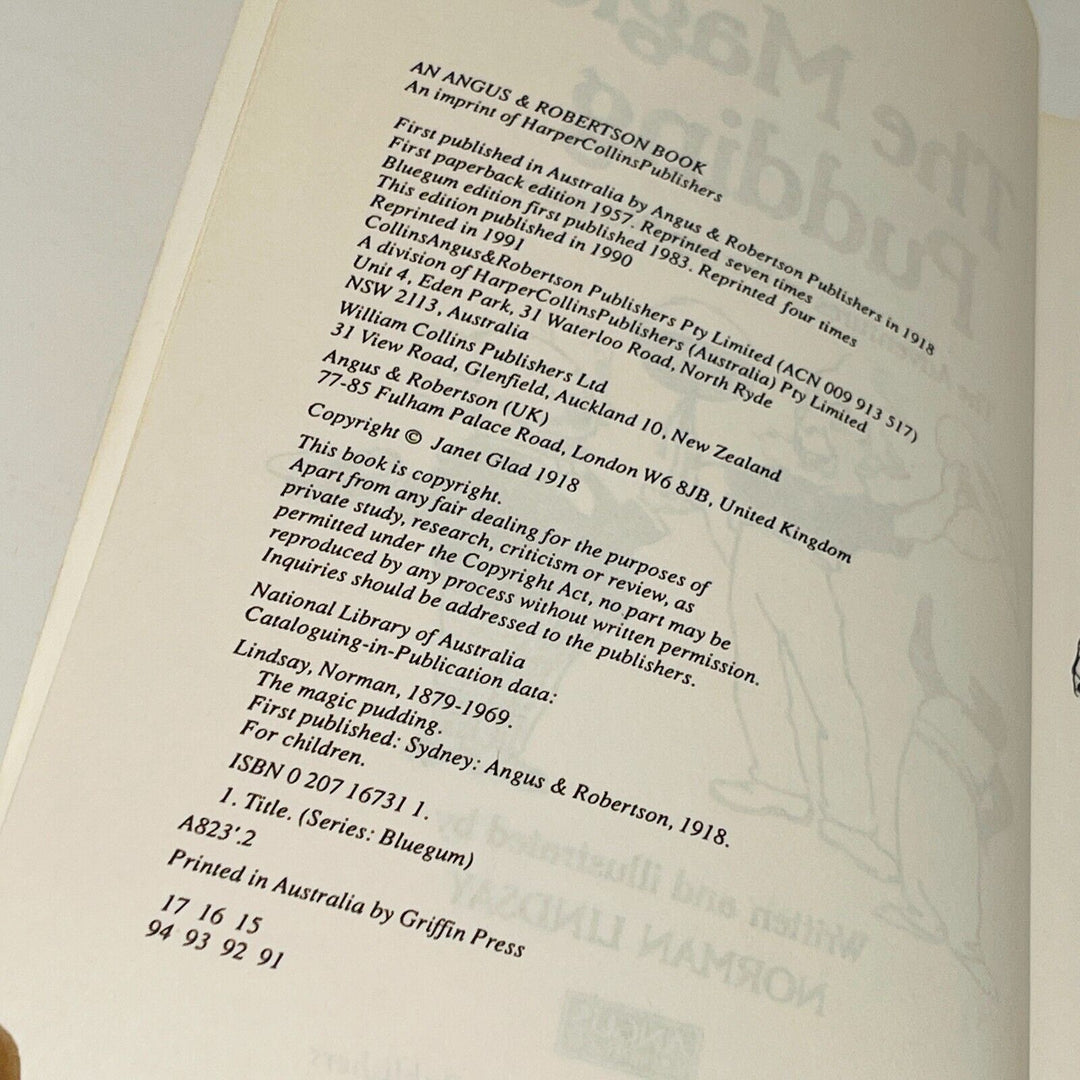 AN ANGUS & ROBERTSON BOOK
An imprint of HarperCollinsPublishers
First published in Australia by Angus & Robertson Publishers in 1918
First paperback edition 1957. Reprinted seven times
Bluegum edition first published 1983. Reprinted four times
This edition published in 1990
Reprinted in 1991
CollinsAngus&Robertson Publishers Pty Limited (ACN 009 913 517)
A division of HarperCollinsPublishers (Australia) Pty Limited
Unit 4, Eden Park, 31 Waterloo Road, North Ryde
NSW 2113, Australia
William Collins Publishers Ltd
31 View Road, Glenfield, Auckland 10, New Zealand
Angus & Robertson (UK)
77-85 Fulham Palace Road, London W6 8JB, United Kingdom
Copyright © Janet Glad 1918
This book is copyright.
Apart from any fair dealing for the purposes of
private study, research, criticism or review, as
permitted under the Copyright Act, no part may be
reproduced by any process without written permission.
Inquiries should be addressed to the publishers.
National Library of Australia
Cataloguing-in-Publication data:
Lindsay, Norman, 1879-1969.
The magic pudding.
First published: Sydney: Angus & Robertson, 1918.
For children.
ISBN 0 207 16731 1.
1. Title. (Series: Bluegum)
A823'.2
Printed in Australia by Griffin Press
17 16 15
94 93 92 91
The Magic
Pudding
Written and illustrated by
NORMAN LINDSAY